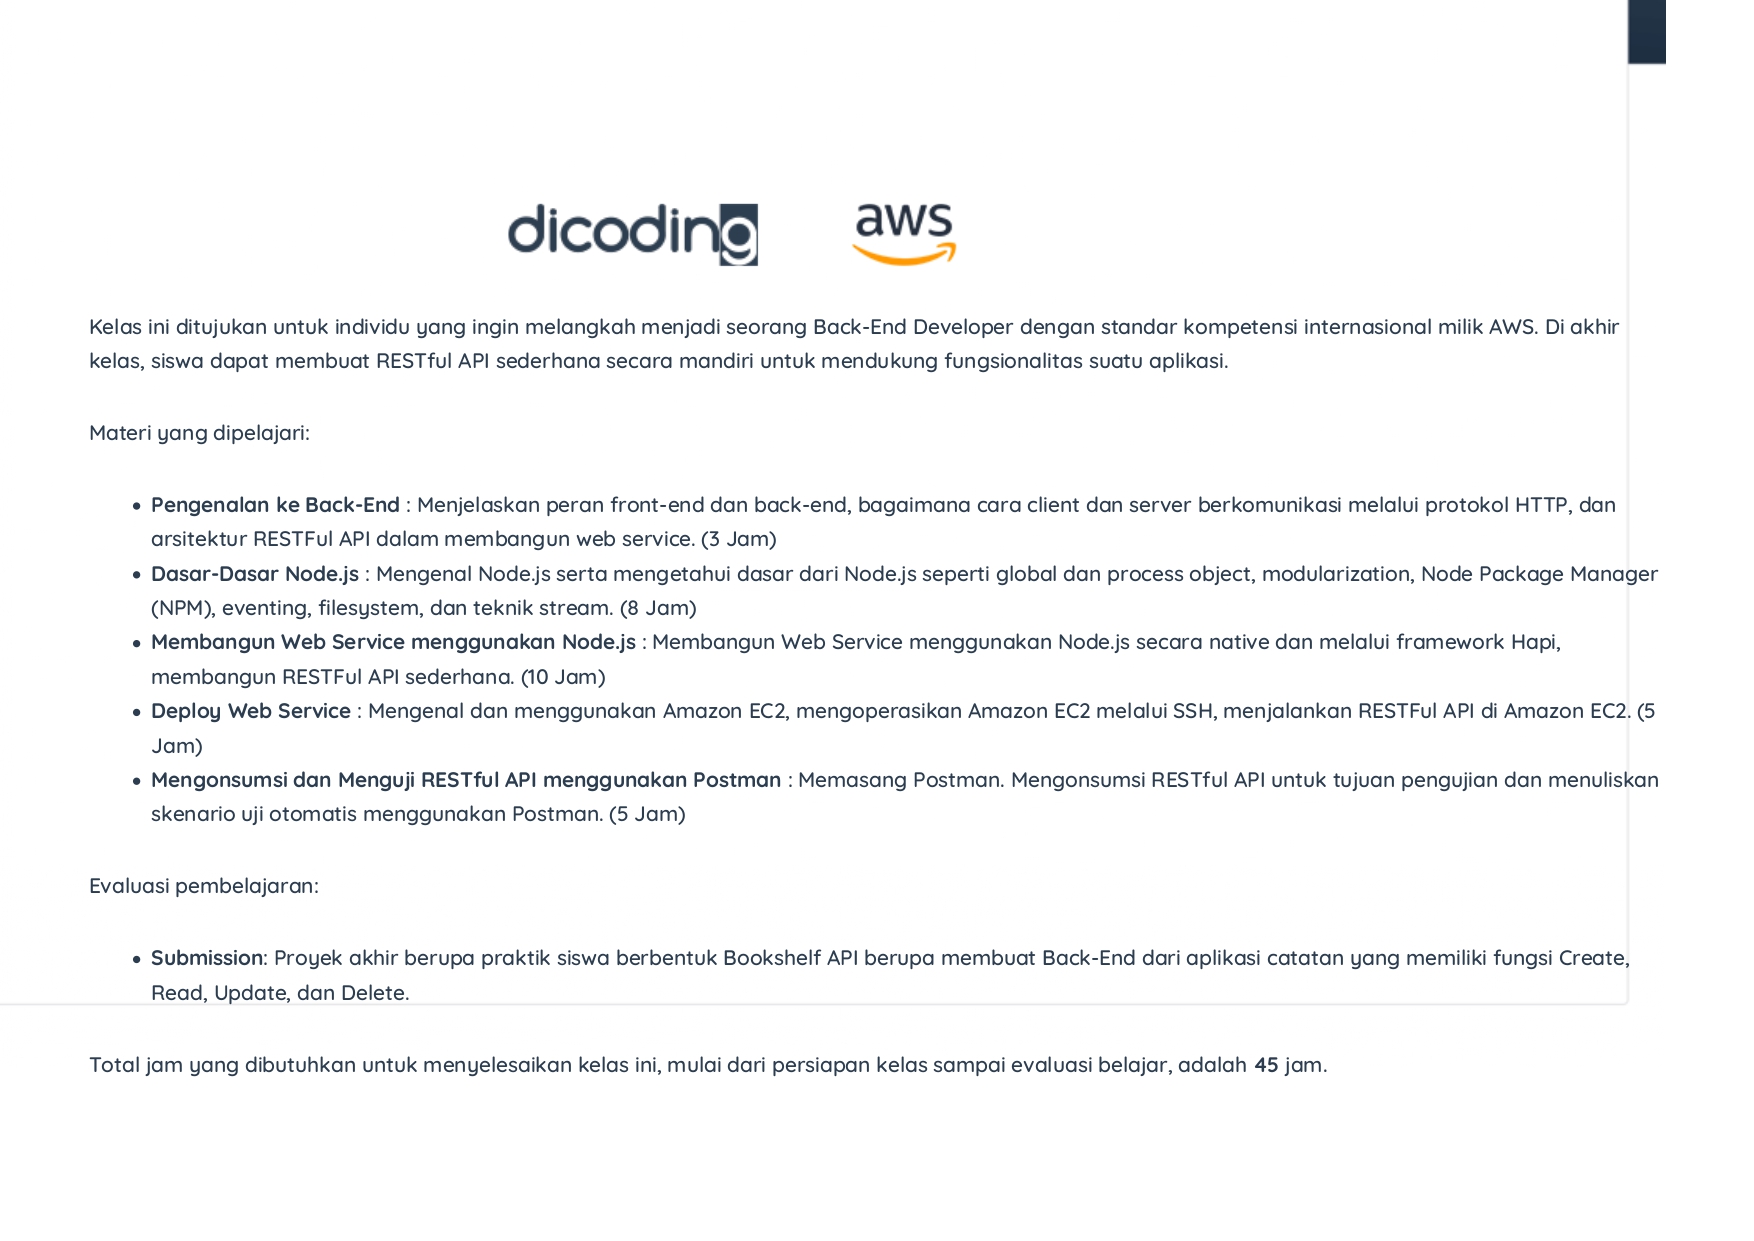 dicoding aws
Kelas ini ditujukan untuk individu yang ingin melangkah menjadi seorang Back-End Developer dengan standar kompetensi internasional milik AWS. Di akhir
kelas, siswa dapat membuat RESTful API sederhana secara mandiri untuk mendukung fungsionalitas suatu aplikasi.
Materi yang dipelajari:
• Pengenalan ke Back-End : Menjelaskan peran front-end dan back-end, bagaimana cara client dan server berkomunikasi melalui protokol HTTP, dan
arsitektur RESTFul API dalam membangun web service. (3 Jam)
• Dasar-Dasar Node.js : Mengenal Node.js serta mengetahui dasar dari Node.js seperti global dan process object, modularization, Node Package Manager
(NPM), eventing, filesystem, dan teknik stream. (8 Jam)
• Membangun Web Service menggunakan Node.js : Membangun Web Service menggunakan Node.js secara native dan melalui framework Hapi,
membangun RESTFul API sederhana. (10 Jam)
• Deploy Web Service : Mengenal dan menggunakan Amazon EC2, mengoperasikan Amazon EC2 melalui SSH, menjalankan RESTFul API di Amazon EC2. (5
Jam)
• Mengonsumsi dan Menguji RESTful API menggunakan Postman : Memasang Postman. Mengonsumsi RESTful API untuk tujuan pengujian dan menuliskan
skenario uji otomatis menggunakan Postman. (5 Jam)
Evaluasi pembelajaran:
• Submission: Proyek akhir berupa praktik siswa berbentuk Bookshelf API berupa membuat Back-End dari aplikasi catatan yang memiliki fungsi Create,
Read, Update, dan Delete.
Total jam yang dibutuhkan untuk menyelesaikan kelas ini, mulai dari persiapan kelas sampai evaluasi belajar, adalah 45 jam.